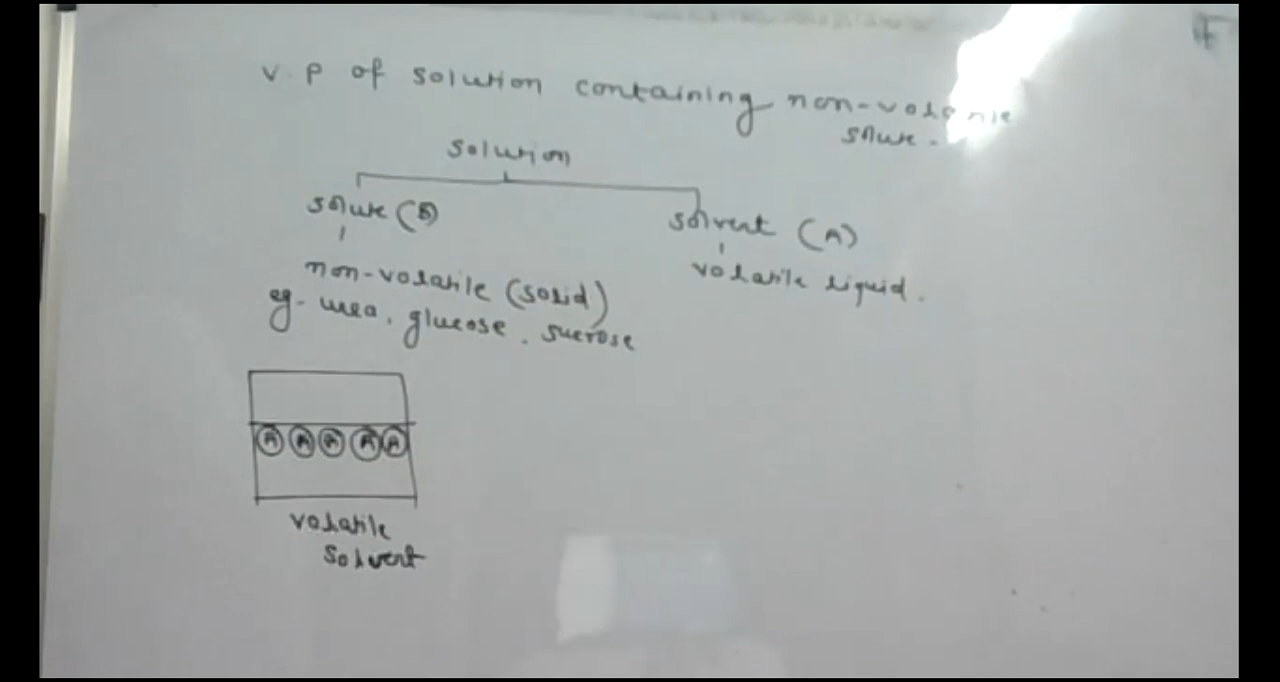 V.P of solution containing non-volatile
solute.
solution
solute (B)
solvent (A)
non-volatile (solid)
volatile liquid.
eg- urea, glucose, sucrose
A A A A A
volatile
solvent